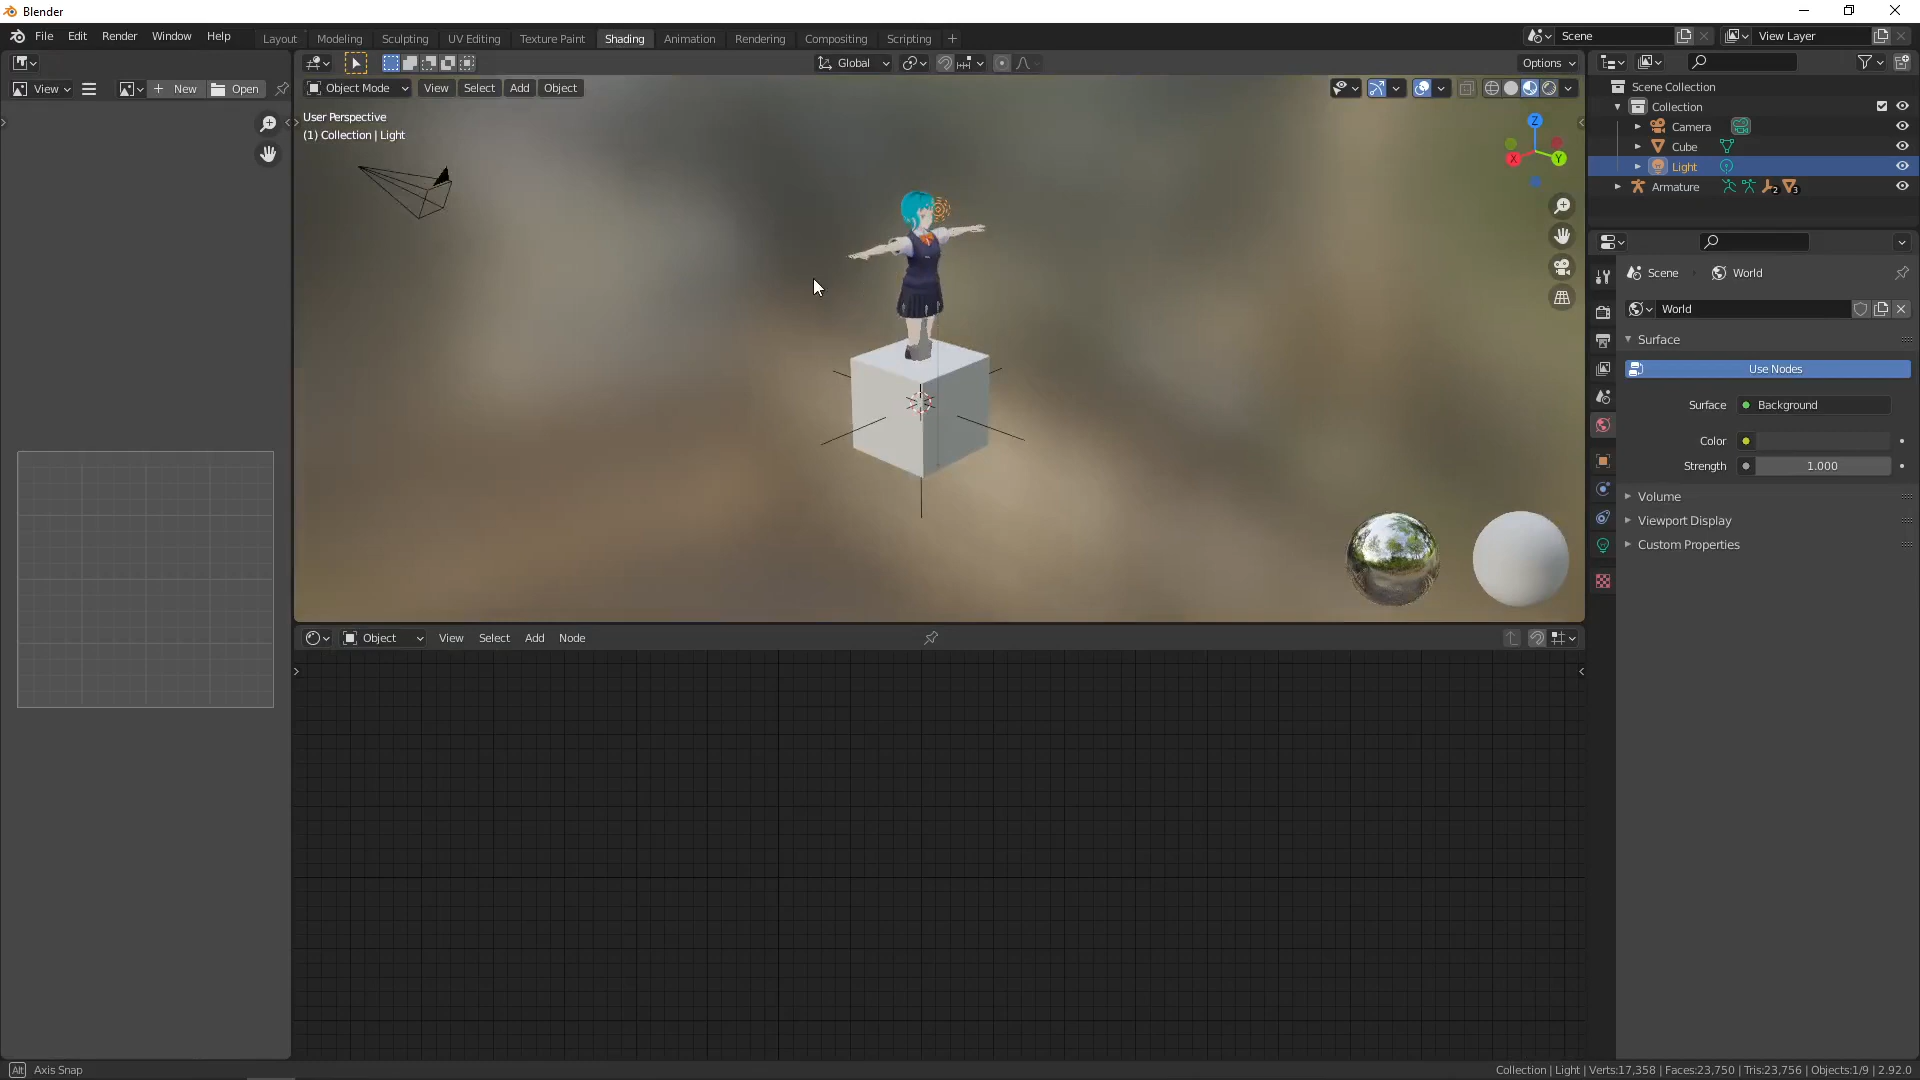 Blender
File Edit Render Window Help Layout Modeling Sculpting UV Editing Texture Paint Shading Animation Rendering Compositing Scripting + Scene View Layer
Global Options
View + New Open
Object Mode View Select Add Object
User Perspective
(1) Collection | Light
Z
X
Y
Scene Collection
Collection
Camera
Cube
Light
Armature 2 3
Scene World
World
Surface
Use Nodes
Surface Background
Color
Strength 1.000
Volume
Viewport Display
Custom Properties
Object View Select Add Node
Alt Axis Snap
Collection | Light | Verts:17,358 | Faces:23,750 | Tris:23,756 | Objects:1/9 | 2.92.0